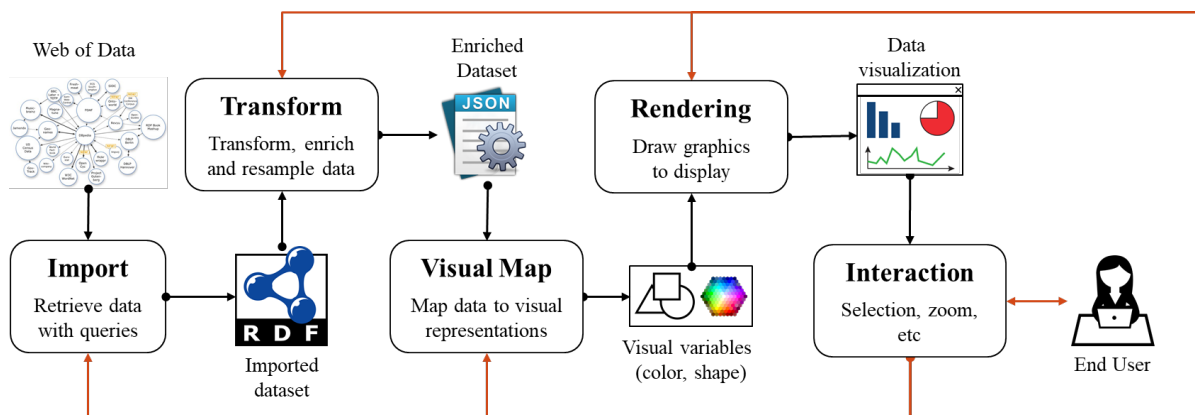 Web of Data
Transform
Transform, enrich
and resample data
Enriched
Dataset
JSON
Rendering
Draw graphics
to display
Data
visualization
Import
Retrieve data
with queries
RDF
Imported
dataset
Visual Map
Map data to visual
representations
Visual variables
(color, shape)
Interaction
Selection, zoom,
etc
End User